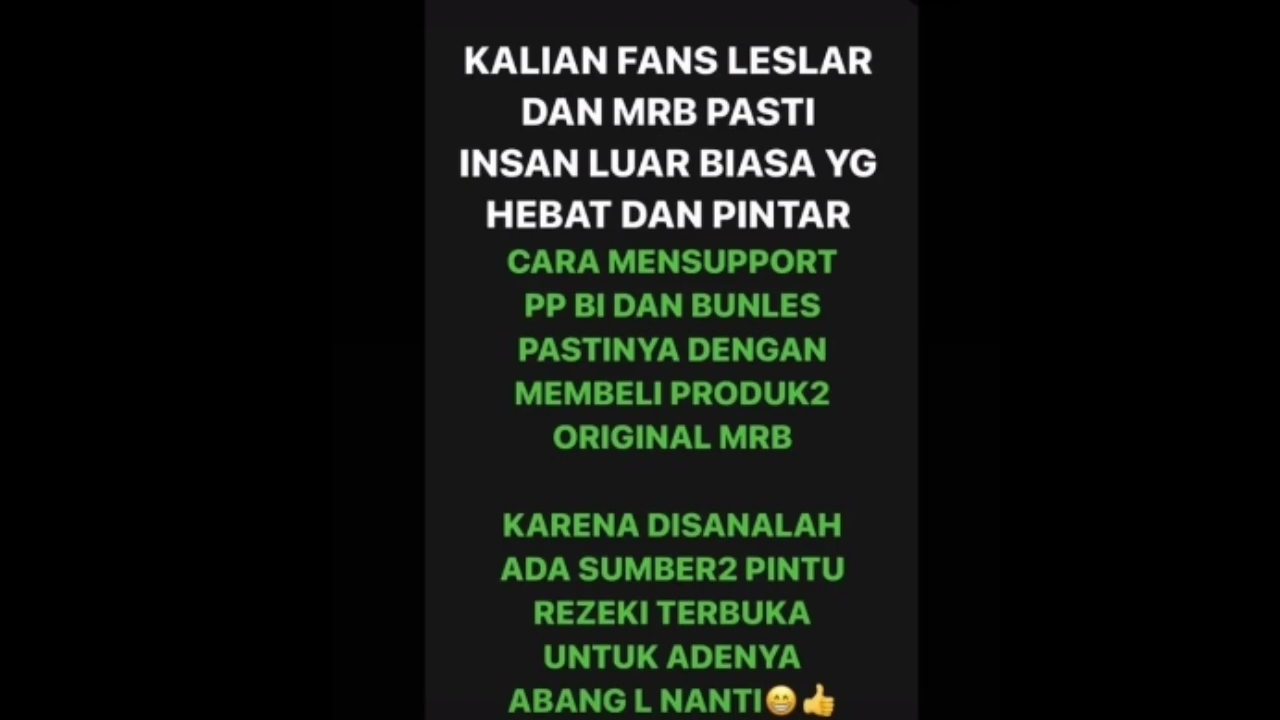 KALIAN FANS LESLAR
DAN MRB PASTI
INSAN LUAR BIASA YG
HEBAT DAN PINTAR
CARA MENSUPPORT
PP BI DAN BUNLES
PASTINYA DENGAN
MEMBELI PRODUK2
ORIGINAL MRB
KARENA DISANALAH
ADA SUMBER2 PINTU
REZEKI TERBUKA
UNTUK ADENYA
ABANG L NANTI😁👍